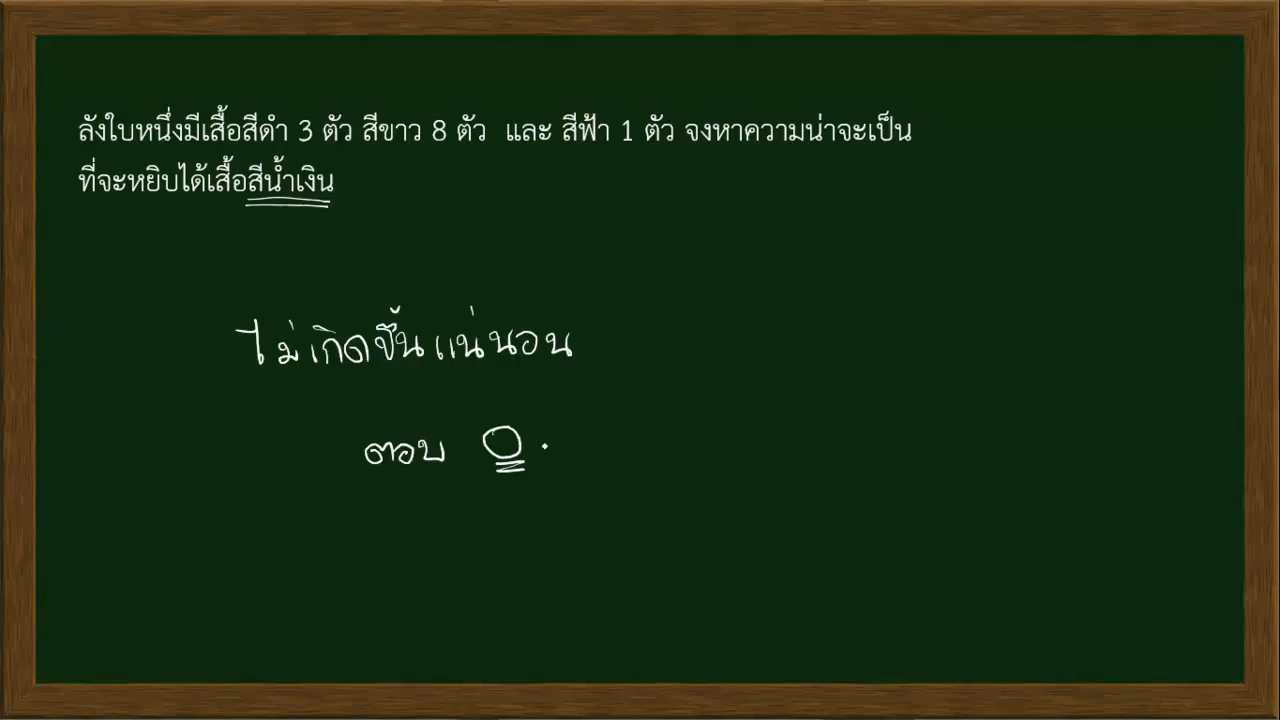 ลังใบหนึ่งมีเสื้อสีดำ 3 ตัว สีขาว 8 ตัว และ สีฟ้า 1 ตัว จงหาความน่าจะเป็น
ที่จะหยิบได้เสื้อสีน้ำเงิน
ไม่เกิดขึ้นแน่นอน
ตอบ 0.